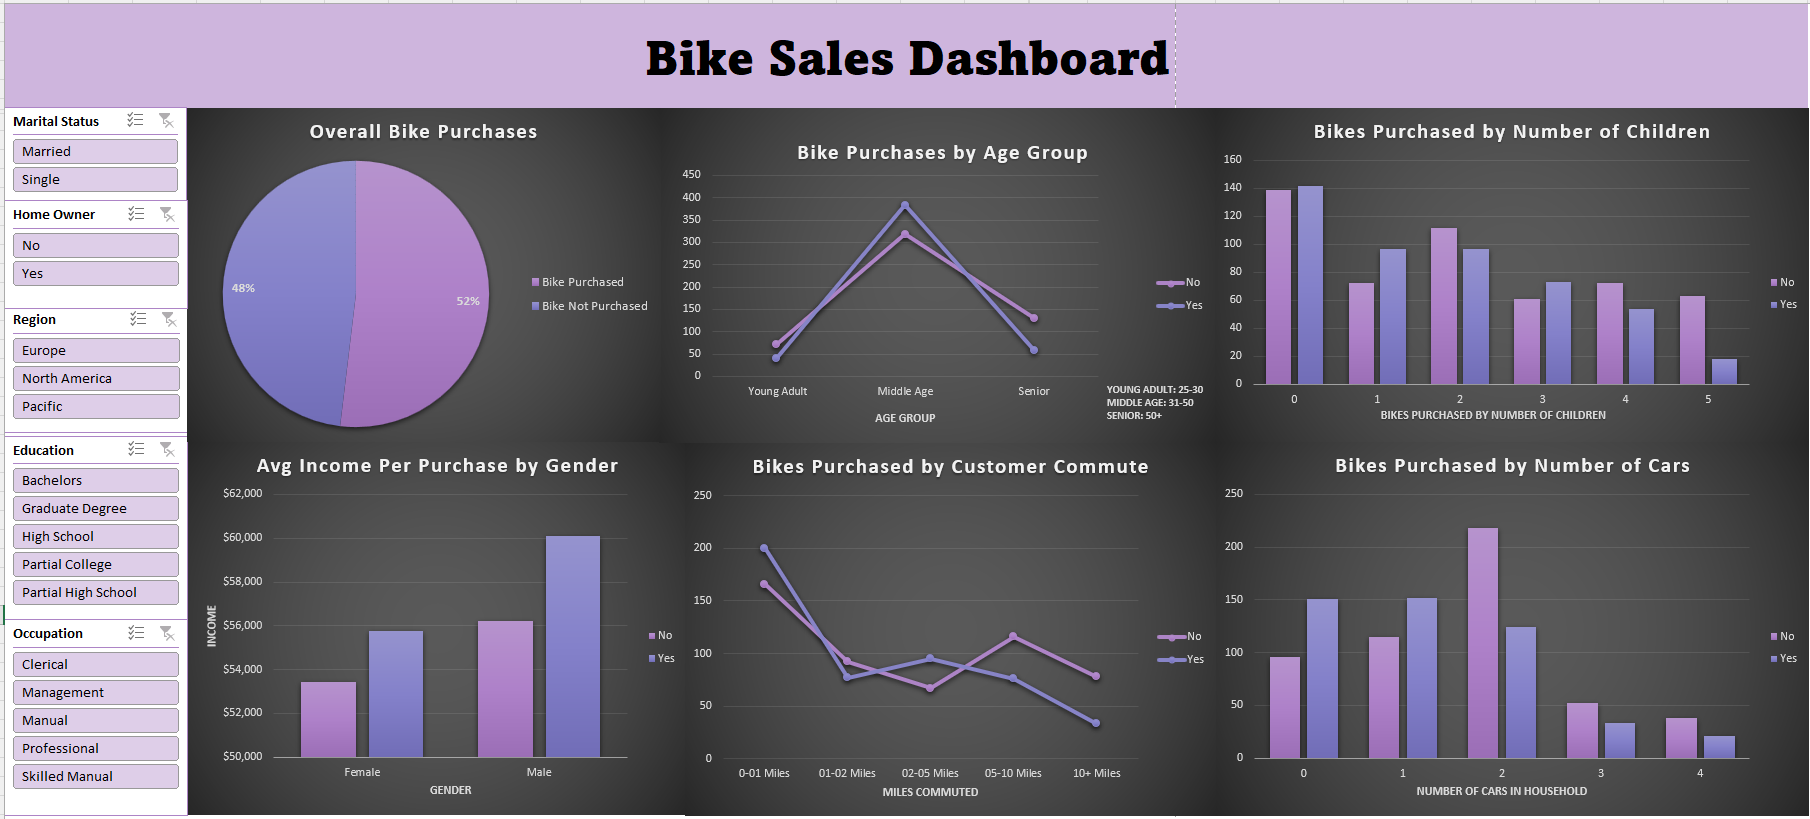 Bike Sales Dashboard
Marital Status
Married
Single
Home Owner
No
Yes
Region
Europe
North America
Pacific
Education
Bachelors
Graduate Degree
High School
Partial College
Partial High School
Occupation
Clerical
Management
Manual
Professional
Skilled Manual
Overall Bike Purchases
48%
52%
Bike Purchased
Bike Not Purchased
Bike Purchases by Age Group
450
400
350
300
250
200
150
100
50
0
Young Adult Middle Age Senior
AGE GROUP
No
Yes
YOUNG ADULT: 25-30
MIDDLE AGE: 31-50
SENIOR: 50+
Bikes Purchased by Number of Children
160
140
120
100
80
60
40
20
0
0 1 2 3 4 5
BIKES PURCHASED BY NUMBER OF CHILDREN
No
Yes
Avg Income Per Purchase by Gender
$62,000
$60,000
$58,000
$56,000
$54,000
$52,000
$50,000
INCOME
Female Male
GENDER
No
Yes
Bikes Purchased by Customer Commute
250
200
150
100
50
0
0-01 Miles 01-02 Miles 02-05 Miles 05-10 Miles 10+ Miles
MILES COMMUTED
No
Yes
Bikes Purchased by Number of Cars
250
200
150
100
50
0
0 1 2 3 4
NUMBER OF CARS IN HOUSEHOLD
No
Yes